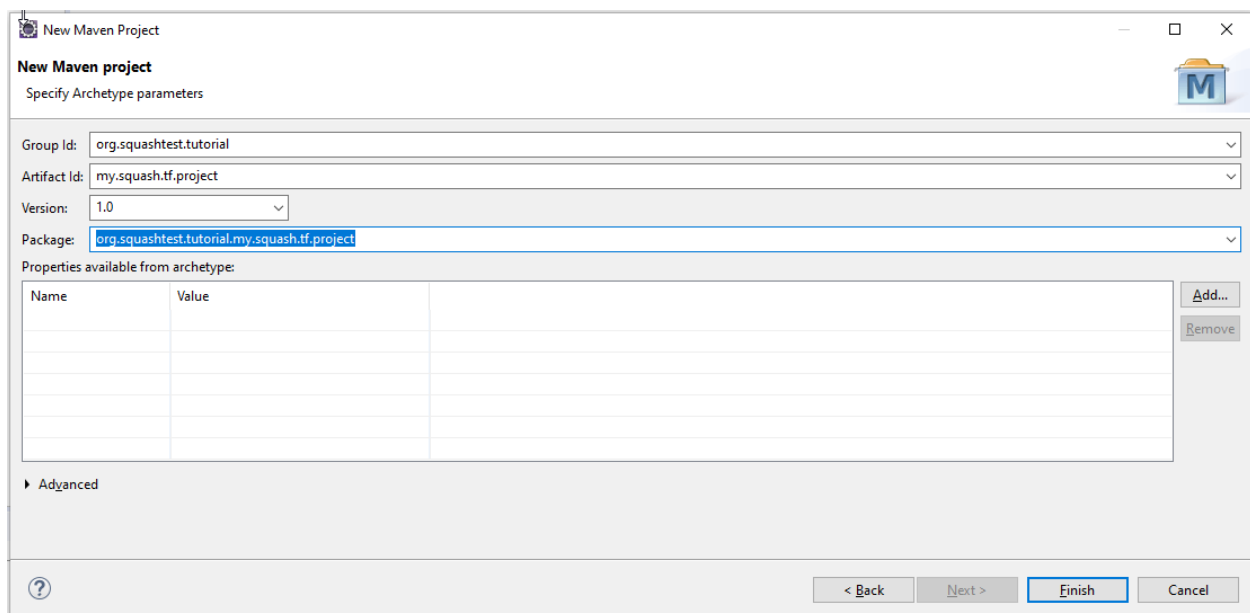 New Maven Project
New Maven project
Specify Archetype parameters
M
Group Id: org.squashtest.tutorial
Artifact Id: my.squash.tf.project
Version: 1.0
Package: org.squashtest.tutorial.my.squash.tf.project
Properties available from archetype:
Name Value
Add...
Remove
Advanced
? < Back Next > Finish Cancel